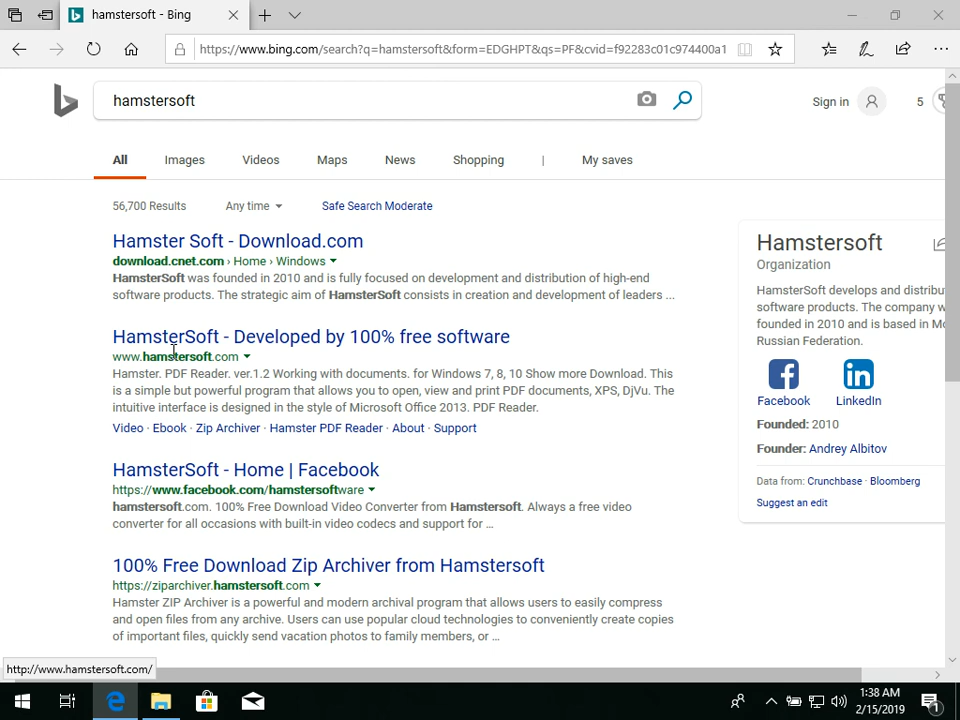 hamstersoft - Bing
https://www.bing.com/search?q=hamstersoft&form=EDGHPT&qs=PF&cvid=f92283c01c974400a1
hamstersoft
Sign in
5
All
Images
Videos
Maps
News
Shopping
|
My saves
56,700 Results
Any time
Safe Search Moderate
Hamster Soft - Download.com
download.cnet.com › Home › Windows
HamsterSoft was founded in 2010 and is fully focused on development and distribution of high-end
software products. The strategic aim of HamsterSoft consists in creation and development of leaders ...
HamsterSoft - Developed by 100% free software
www.hamstersoft.com
Hamster. PDF Reader. ver.1.2 Working with documents. for Windows 7, 8, 10 Show more Download. This
is a simple but powerful program that allows you to open, view and print PDF documents, XPS, DjVu. The
intuitive interface is designed in the style of Microsoft Office 2013. PDF Reader.
Video · Ebook · Zip Archiver · Hamster PDF Reader · About · Support
HamsterSoft - Home | Facebook
https://www.facebook.com/hamstersoftware
hamstersoft.com. 100% Free Download Video Converter from Hamstersoft. Always a free video
converter for all occasions with built-in video codecs and support for ...
100% Free Download Zip Archiver from Hamstersoft
https://ziparchiver.hamstersoft.com
Hamster ZIP Archiver is a powerful and modern archival program that allows users to easily compress
and open files from any archive. Users can use popular cloud technologies to conveniently create copies
of important files, quickly send vacation photos to family members, or ...
Hamstersoft
Organization
HamsterSoft develops and distribu
software products. The company w
founded in 2010 and is based in Mo
Russian Federation.
Facebook
LinkedIn
Founded: 2010
Founder: Andrey Albitov
Data from: Crunchbase · Bloomberg
Suggest an edit
http://www.hamstersoft.com/
1:38 AM
2/15/2019
1